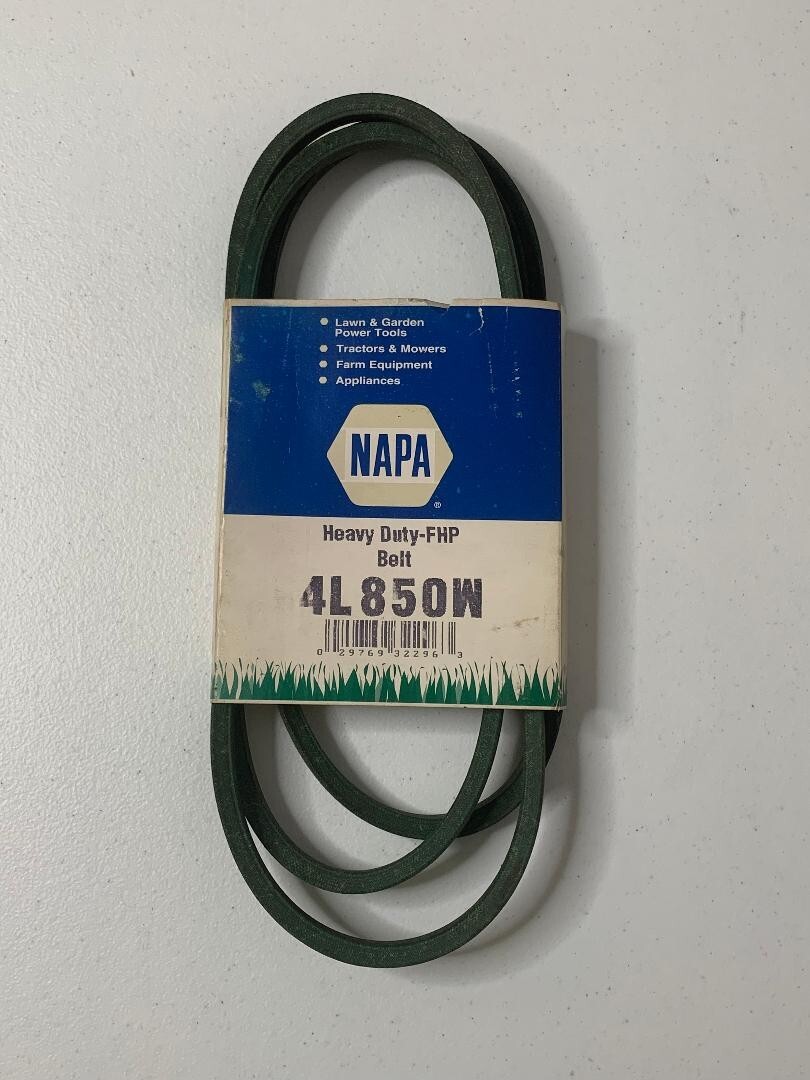 Lawn & Garden
Power Tools
Tractors & Mowers
Farm Equipment
Appliances
NAPA
®
Heavy Duty-FHP
Belt
4L850W
0 29769 32296 3